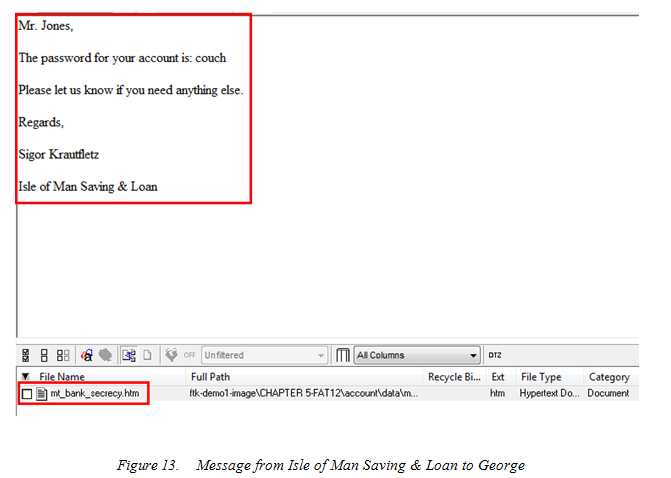 Mr. Jones,
The password for your account is: couch
Please let us know if you need anything else.
Regards,
Sigor Krautfletz
Isle of Man Saving & Loan
OFF Unfiltered All Columns DTZ
File Name Full Path Recycle Bi... Ext File Type Category
mt_bank_secrecy.htm ftk-demo1-image\CHAPTER 5-FAT12\account\data\m... htm Hypertext Do... Document
Figure 13. Message from Isle of Man Saving & Loan to George